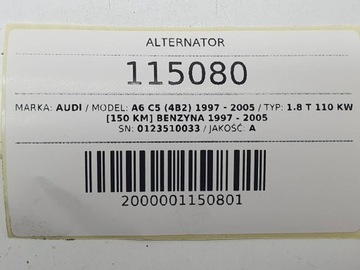 ALTERNATOR
115080
MARKA: AUDI / MODEL: A6 C5 (4B2) 1997 - 2005 / TYP: 1.8 T 110 KW
[150 KM] BENZYNA 1997 - 2005
SN: 0123510033 / JAKOŚĆ: A
2000001150801